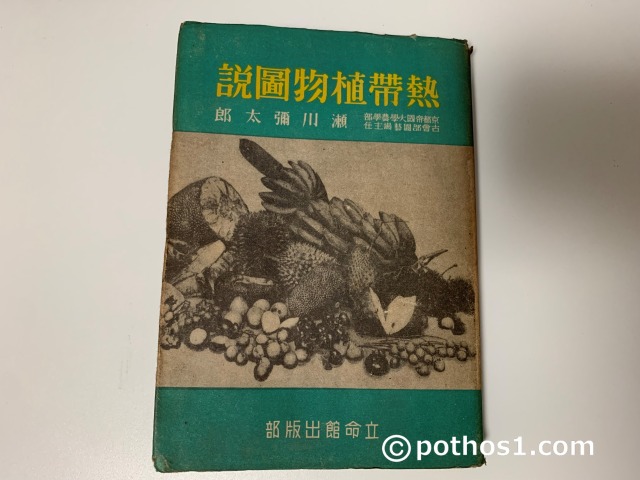 熱帶植物圖説
京都帝國大學農學部
古曾部園藝場主任
瀬川彌太郎
立命館出版部
© pothos1.com